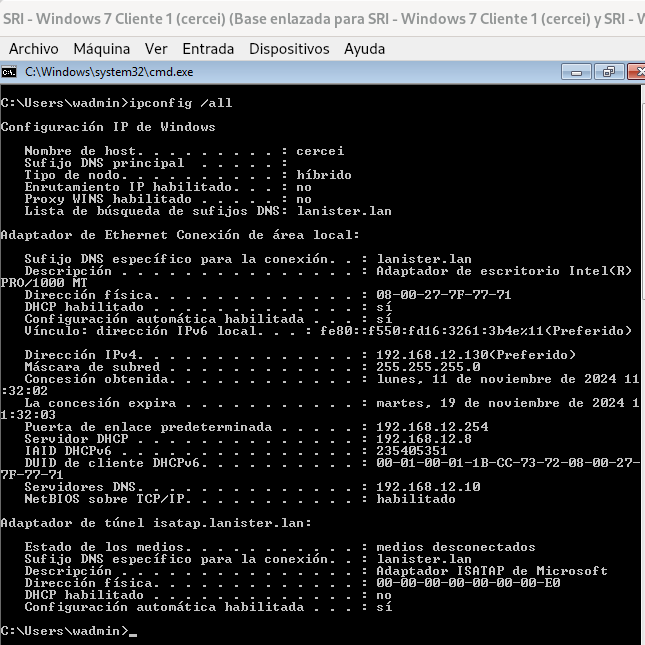 SRI - Windows 7 Cliente 1 (cercei) (Base enlazada para SRI - Windows 7 Cliente 1 (cercei) y SRI - W
Archivo Máquina Ver Entrada Dispositivos Ayuda
C:\Windows\system32\cmd.exe
C:\Users\wadmin>ipconfig /all
Configuración IP de Windows
Nombre de host. . . . . . . . . : cercei
Sufijo DNS principal  . . . . . :
Tipo de nodo. . . . . . . . . . : híbrido
Enrutamiento IP habilitado. . . : no
Proxy WINS habilitado . . . . . : no
Lista de búsqueda de sufijos DNS: lanister.lan
Adaptador de Ethernet Conexión de área local:
Sufijo DNS específico para la conexión. . : lanister.lan
Descripción . . . . . . . . . . . . . . . : Adaptador de escritorio Intel(R)
PRO/1000 MT
Dirección física. . . . . . . . . . . . . : 08-00-27-7F-77-71
DHCP habilitado . . . . . . . . . . . . . : sí
Configuración automática habilitada . . . : sí
Vínculo: dirección IPv6 local. . . : fe80::f550:fd16:3261:3b4e%11(Preferido)
Dirección IPv4. . . . . . . . . . . . . . : 192.168.12.130(Preferido)
Máscara de subred . . . . . . . . . . . . : 255.255.255.0
Concesión obtenida. . . . . . . . . . . . : lunes, 11 de noviembre de 2024 11
:32:02
La concesión expira . . . . . . . . . . . : martes, 19 de noviembre de 2024 1
1:32:03
Puerta de enlace predeterminada . . . . . : 192.168.12.254
Servidor DHCP . . . . . . . . . . . . . . : 192.168.12.8
IAID DHCPv6 . . . . . . . . . . . . . . . : 235405351
DUID de cliente DHCPv6. . . . . . . . . . : 00-01-00-01-1B-CC-73-72-08-00-27-
7F-77-71
Servidores DNS. . . . . . . . . . . . . . : 192.168.12.10
NetBIOS sobre TCP/IP. . . . . . . . . . . : habilitado
Adaptador de túnel isatap.lanister.lan:
Estado de los medios. . . . . . . . . . . : medios desconectados
Sufijo DNS específico para la conexión. . : lanister.lan
Descripción . . . . . . . . . . . . . . . : Adaptador ISATAP de Microsoft
Dirección física. . . . . . . . . . . . . : 00-00-00-00-00-00-00-E0
DHCP habilitado . . . . . . . . . . . . . : no
Configuración automática habilitada . . . : sí
C:\Users\wadmin>_